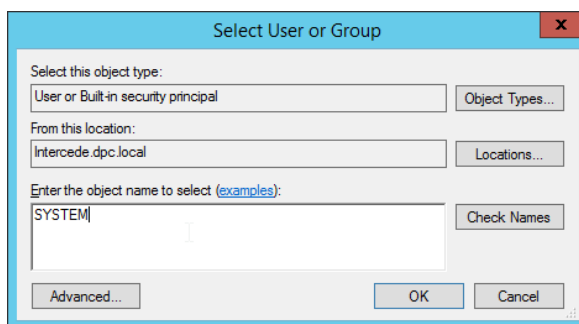 Select User or Group
x
Select this object type:
User or Built-in security principal
Object Types...
From this location:
Intercede.dpc.local
Locations...
Enter the object name to select (examples):
SYSTEM
Check Names
Advanced...
OK
Cancel